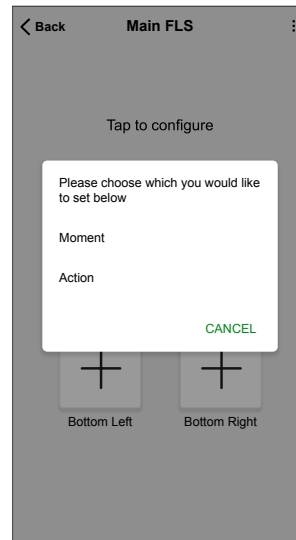 Back Main FLS
Tap to configure
Please choose which you would like
to set below
Moment
Action
CANCEL
Bottom Left Bottom Right